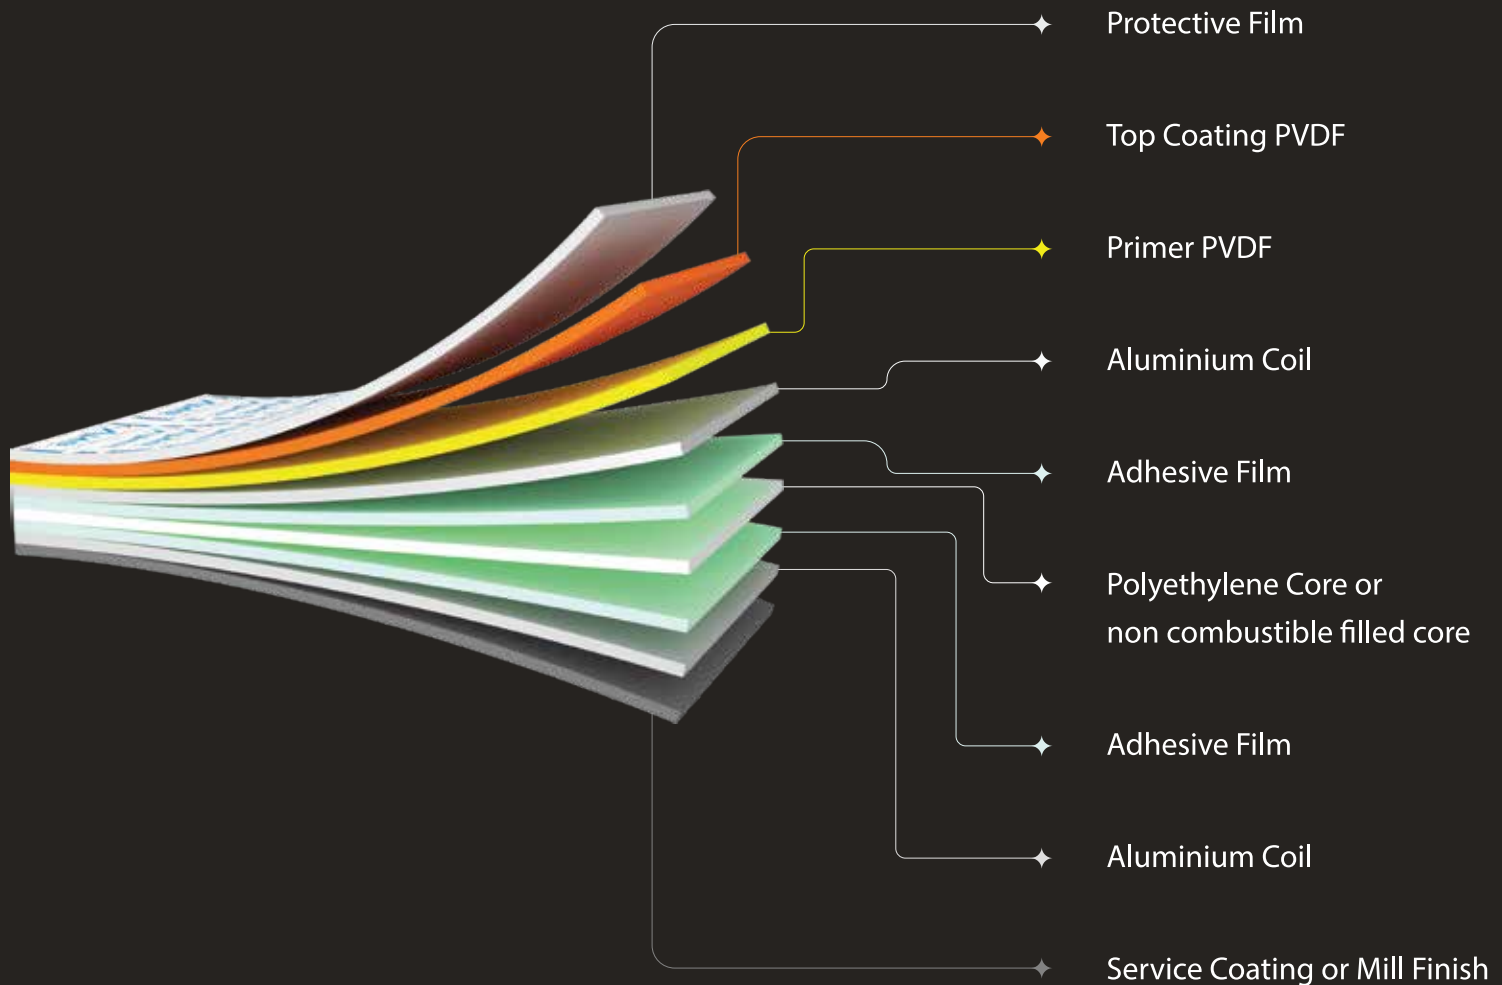 Protective Film
Top Coating PVDF
Primer PVDF
Aluminium Coil
Adhesive Film
Polyethylene Core or
non combustible filled core
Adhesive Film
Aluminium Coil
Service Coating or Mill Finish